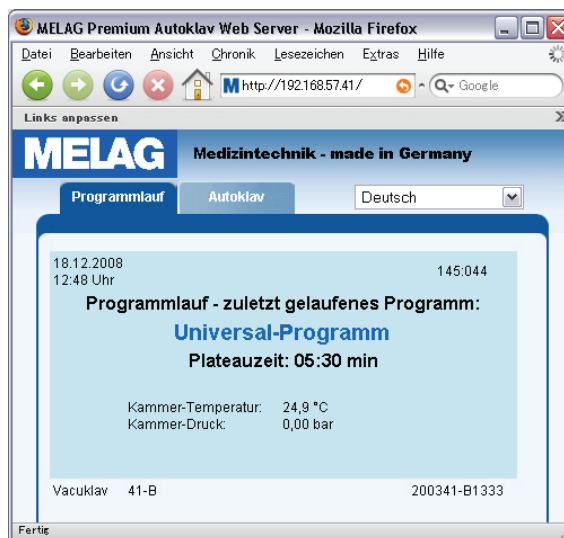 MELAG Premium Autoklav Web Server - Mozilla Firefox
Datei Bearbeiten Ansicht Chronik Lesezeichen Extras Hilfe
M http://192.168.57.41/ Google
Links anpassen
MELAG Medizintechnik - made in Germany
Programmlauf Autoklav Deutsch
18.12.2008
12:48 Uhr
145:044
Programmlauf - zuletzt gelaufenes Programm:
Universal-Programm
Plateauzeit: 05:30 min
Kammer-Temperatur: 24,9 °C
Kammer-Druck: 0,00 bar
Vacuklav 41-B 200341-B1333
Fertig